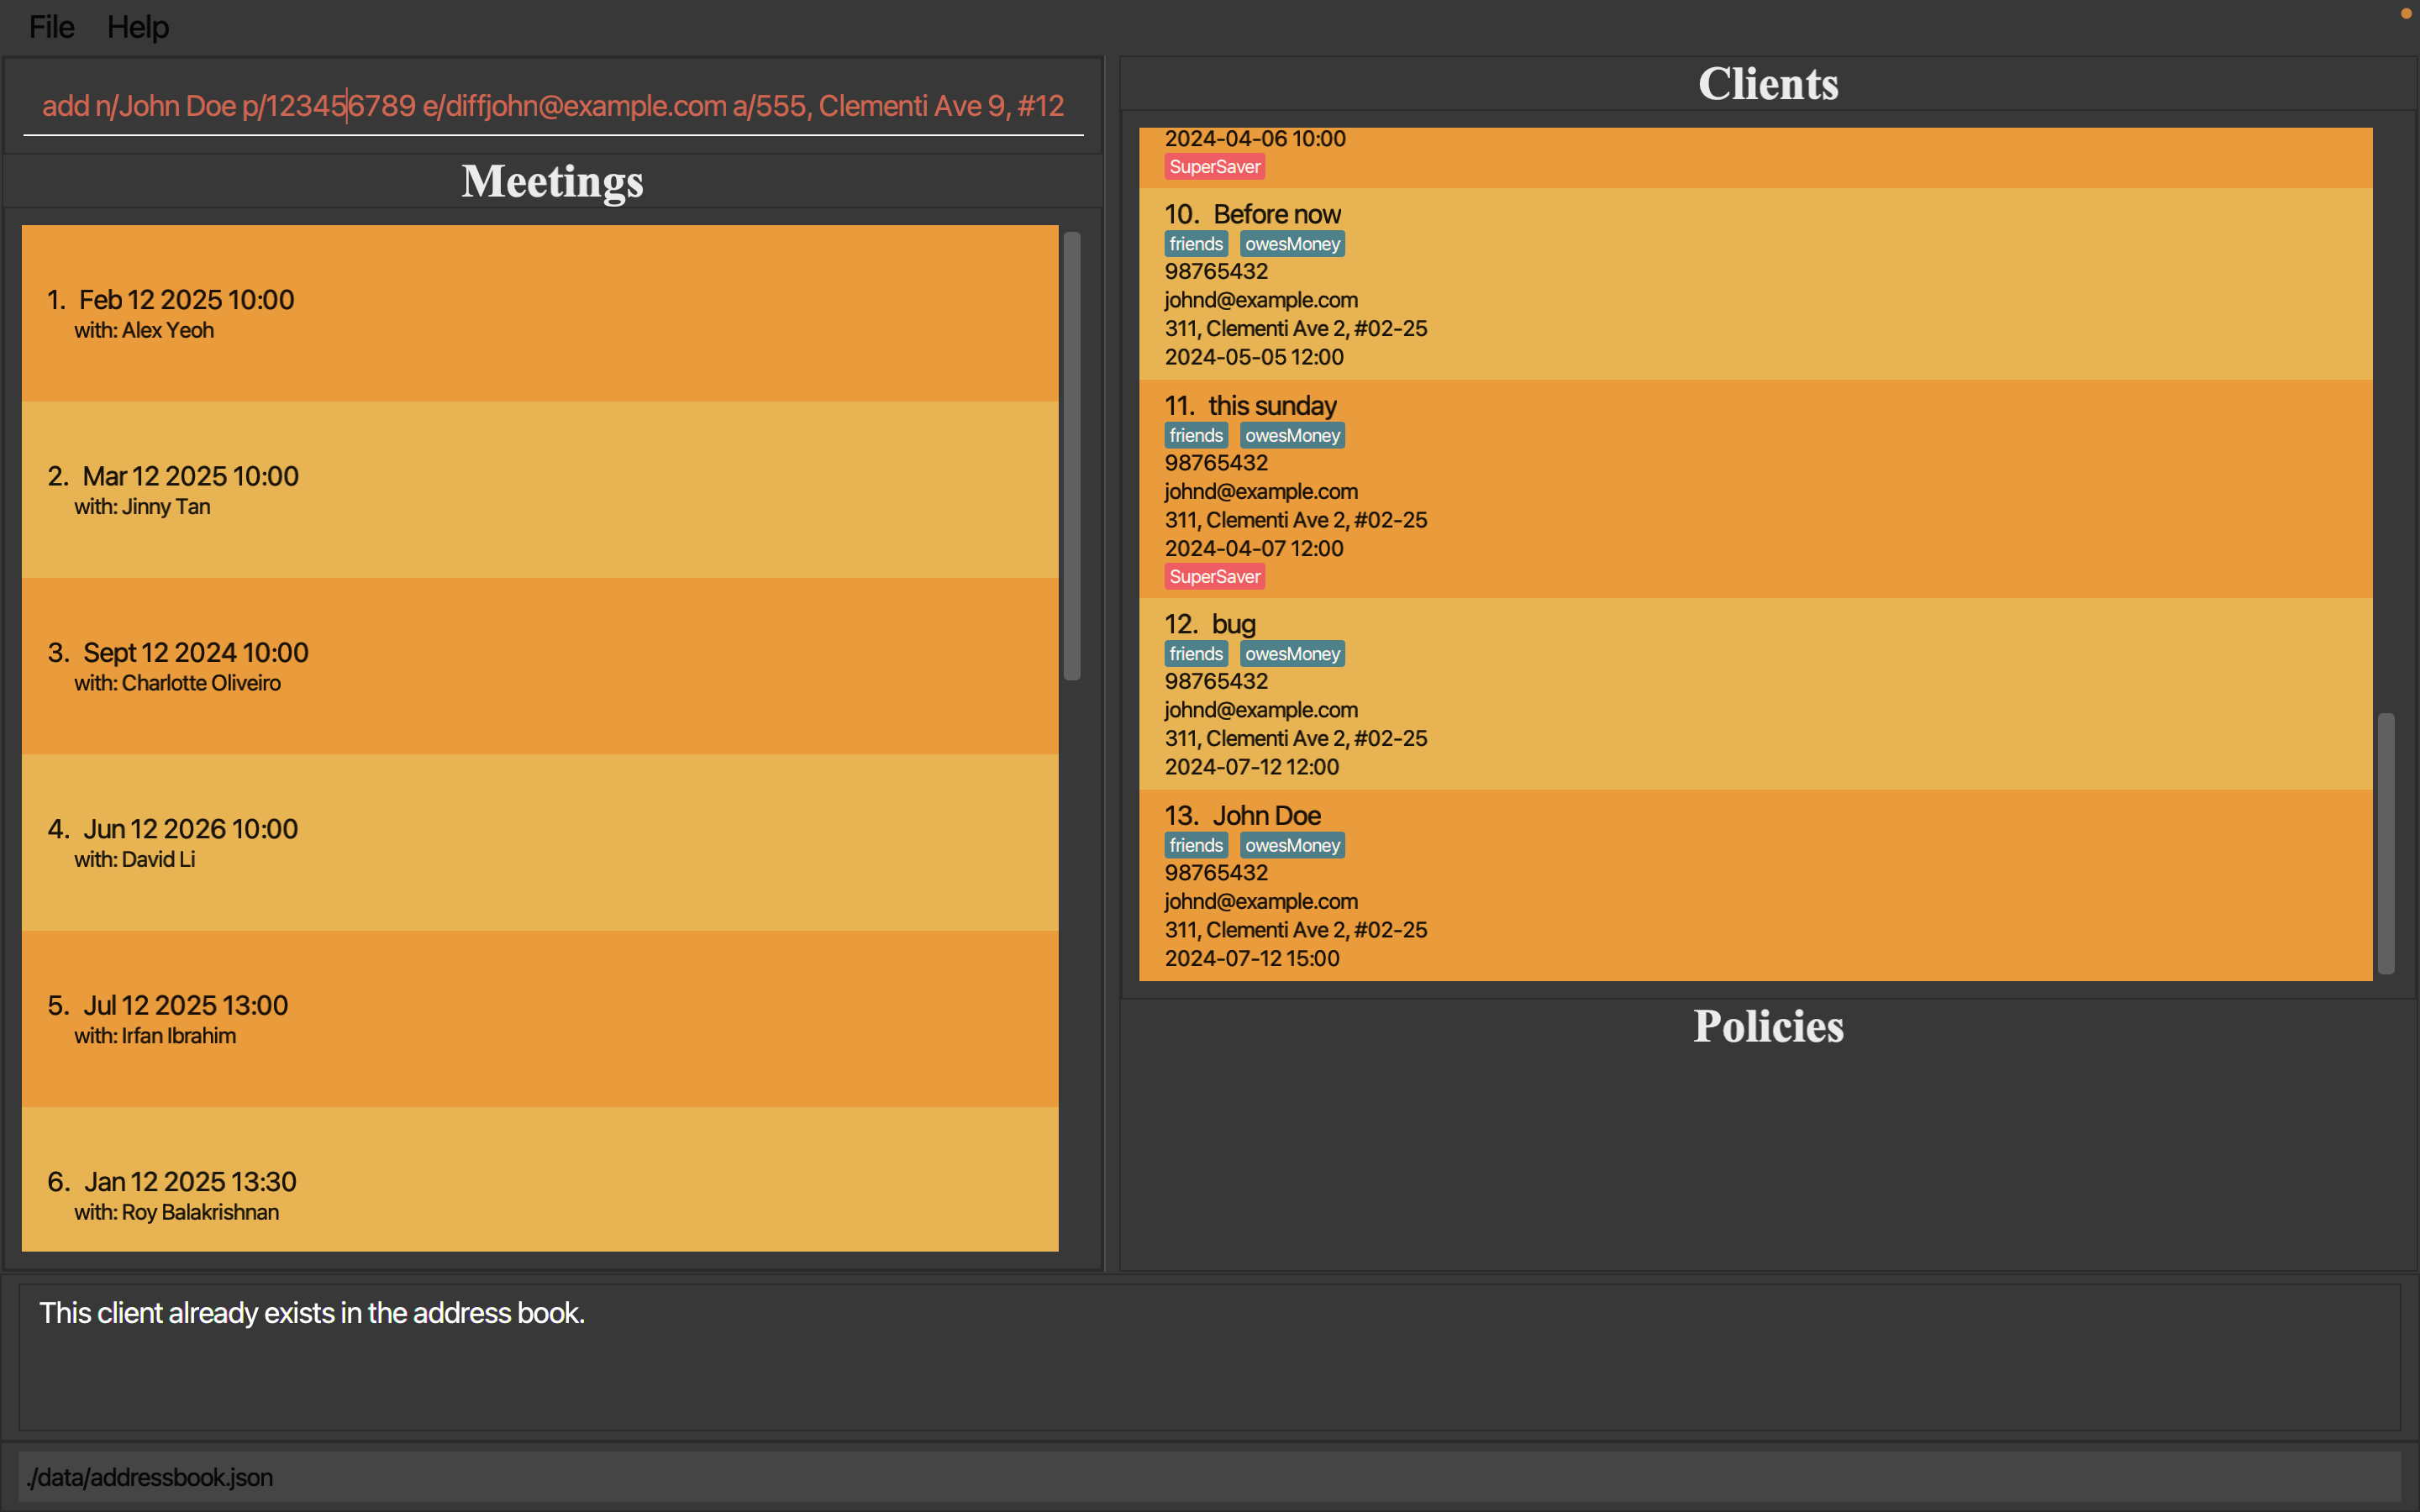 File Help
add n/John Doe p/123456789 e/diffjohn@example.com a/555, Clementi Ave 9, #12
Meetings
1. Feb 12 2025 10:00
with: Alex Yeoh
2. Mar 12 2025 10:00
with: Jinny Tan
3. Sept 12 2024 10:00
with: Charlotte Oliveiro
4. Jun 12 2026 10:00
with: David Li
5. Jul 12 2025 13:00
with: Irfan Ibrahim
6. Jan 12 2025 13:30
with: Roy Balakrishnan
Clients
2024-04-06 10:00
SuperSaver
10. Before now
friends owesMoney
98765432
johnd@example.com
311, Clementi Ave 2, #02-25
2024-05-05 12:00
11. this sunday
friends owesMoney
98765432
johnd@example.com
311, Clementi Ave 2, #02-25
2024-04-07 12:00
SuperSaver
12. bug
friends owesMoney
98765432
johnd@example.com
311, Clementi Ave 2, #02-25
2024-07-12 12:00
13. John Doe
friends owesMoney
98765432
johnd@example.com
311, Clementi Ave 2, #02-25
2024-07-12 15:00
Policies
This client already exists in the address book.
./data/addressbook.json